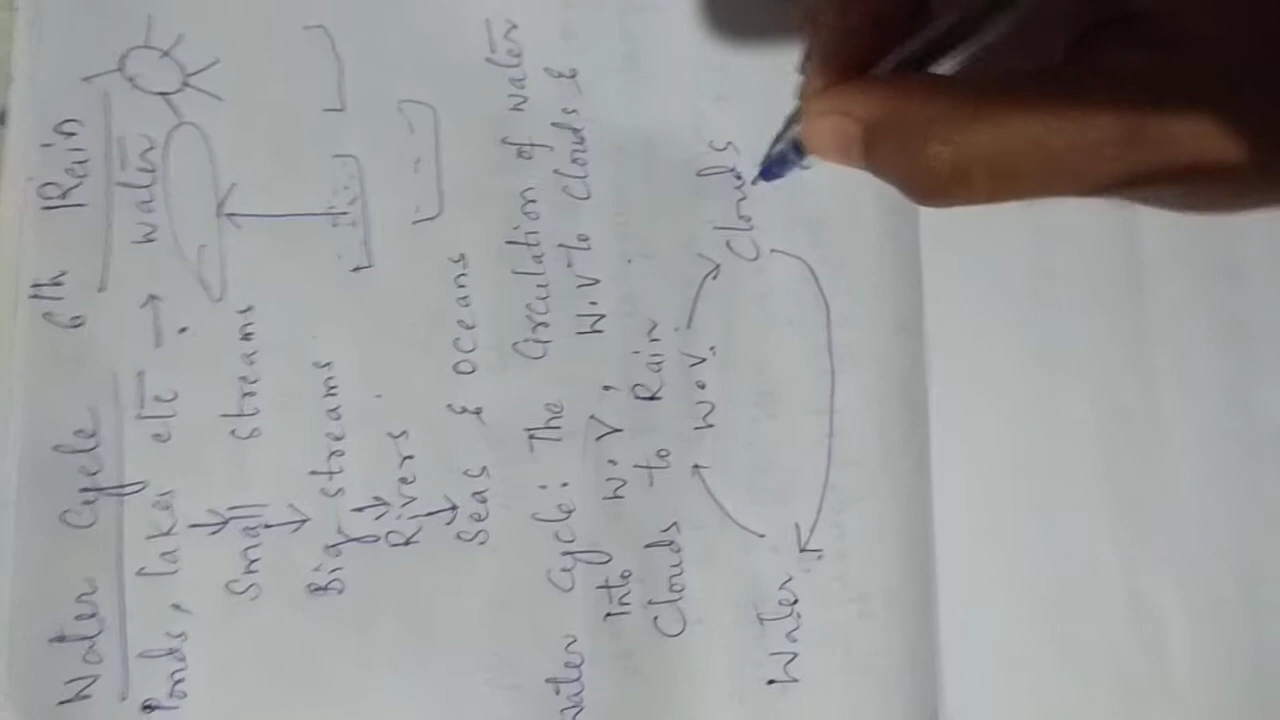 Water Cycle 6th Rain
Ponds, lakes etc → water
↓
Small streams
↓
Big streams
↓
Rivers
↓
Seas & oceans
Water Cycle: The Circulation of water
into W.V, W.V to clouds &
Clouds to Rain
W.V.
Water
Clouds